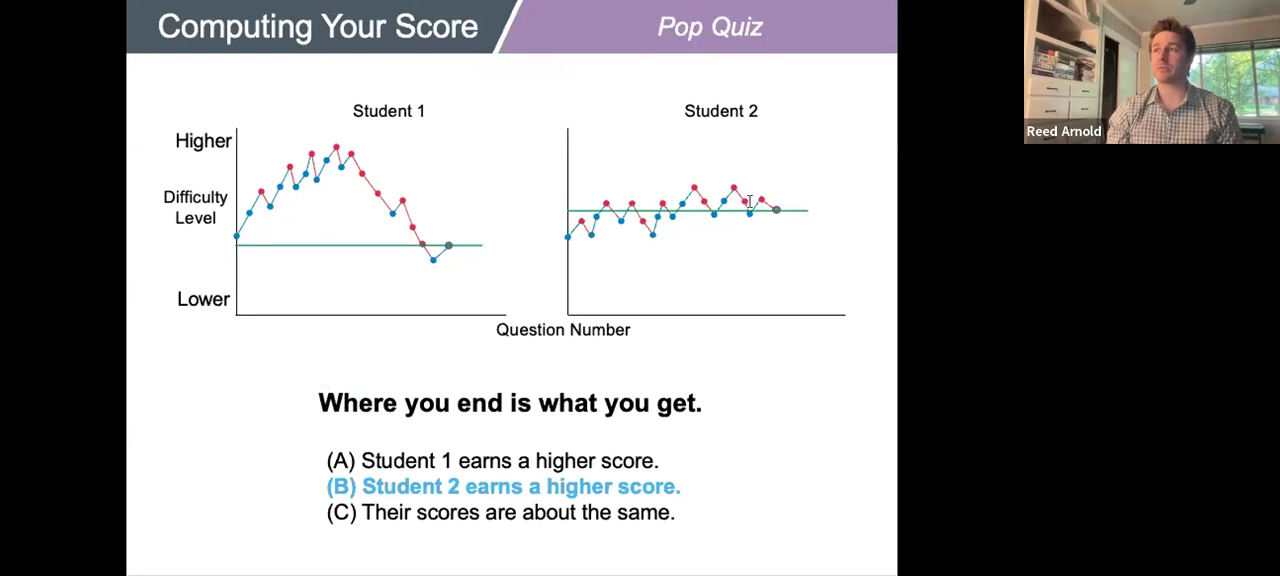 Computing Your Score
Pop Quiz
Reed Arnold
Student 1
Student 2
Higher
Difficulty
Level
Lower
Question Number
Where you end is what you get.
(A) Student 1 earns a higher score.
(B) Student 2 earns a higher score.
(C) Their scores are about the same.